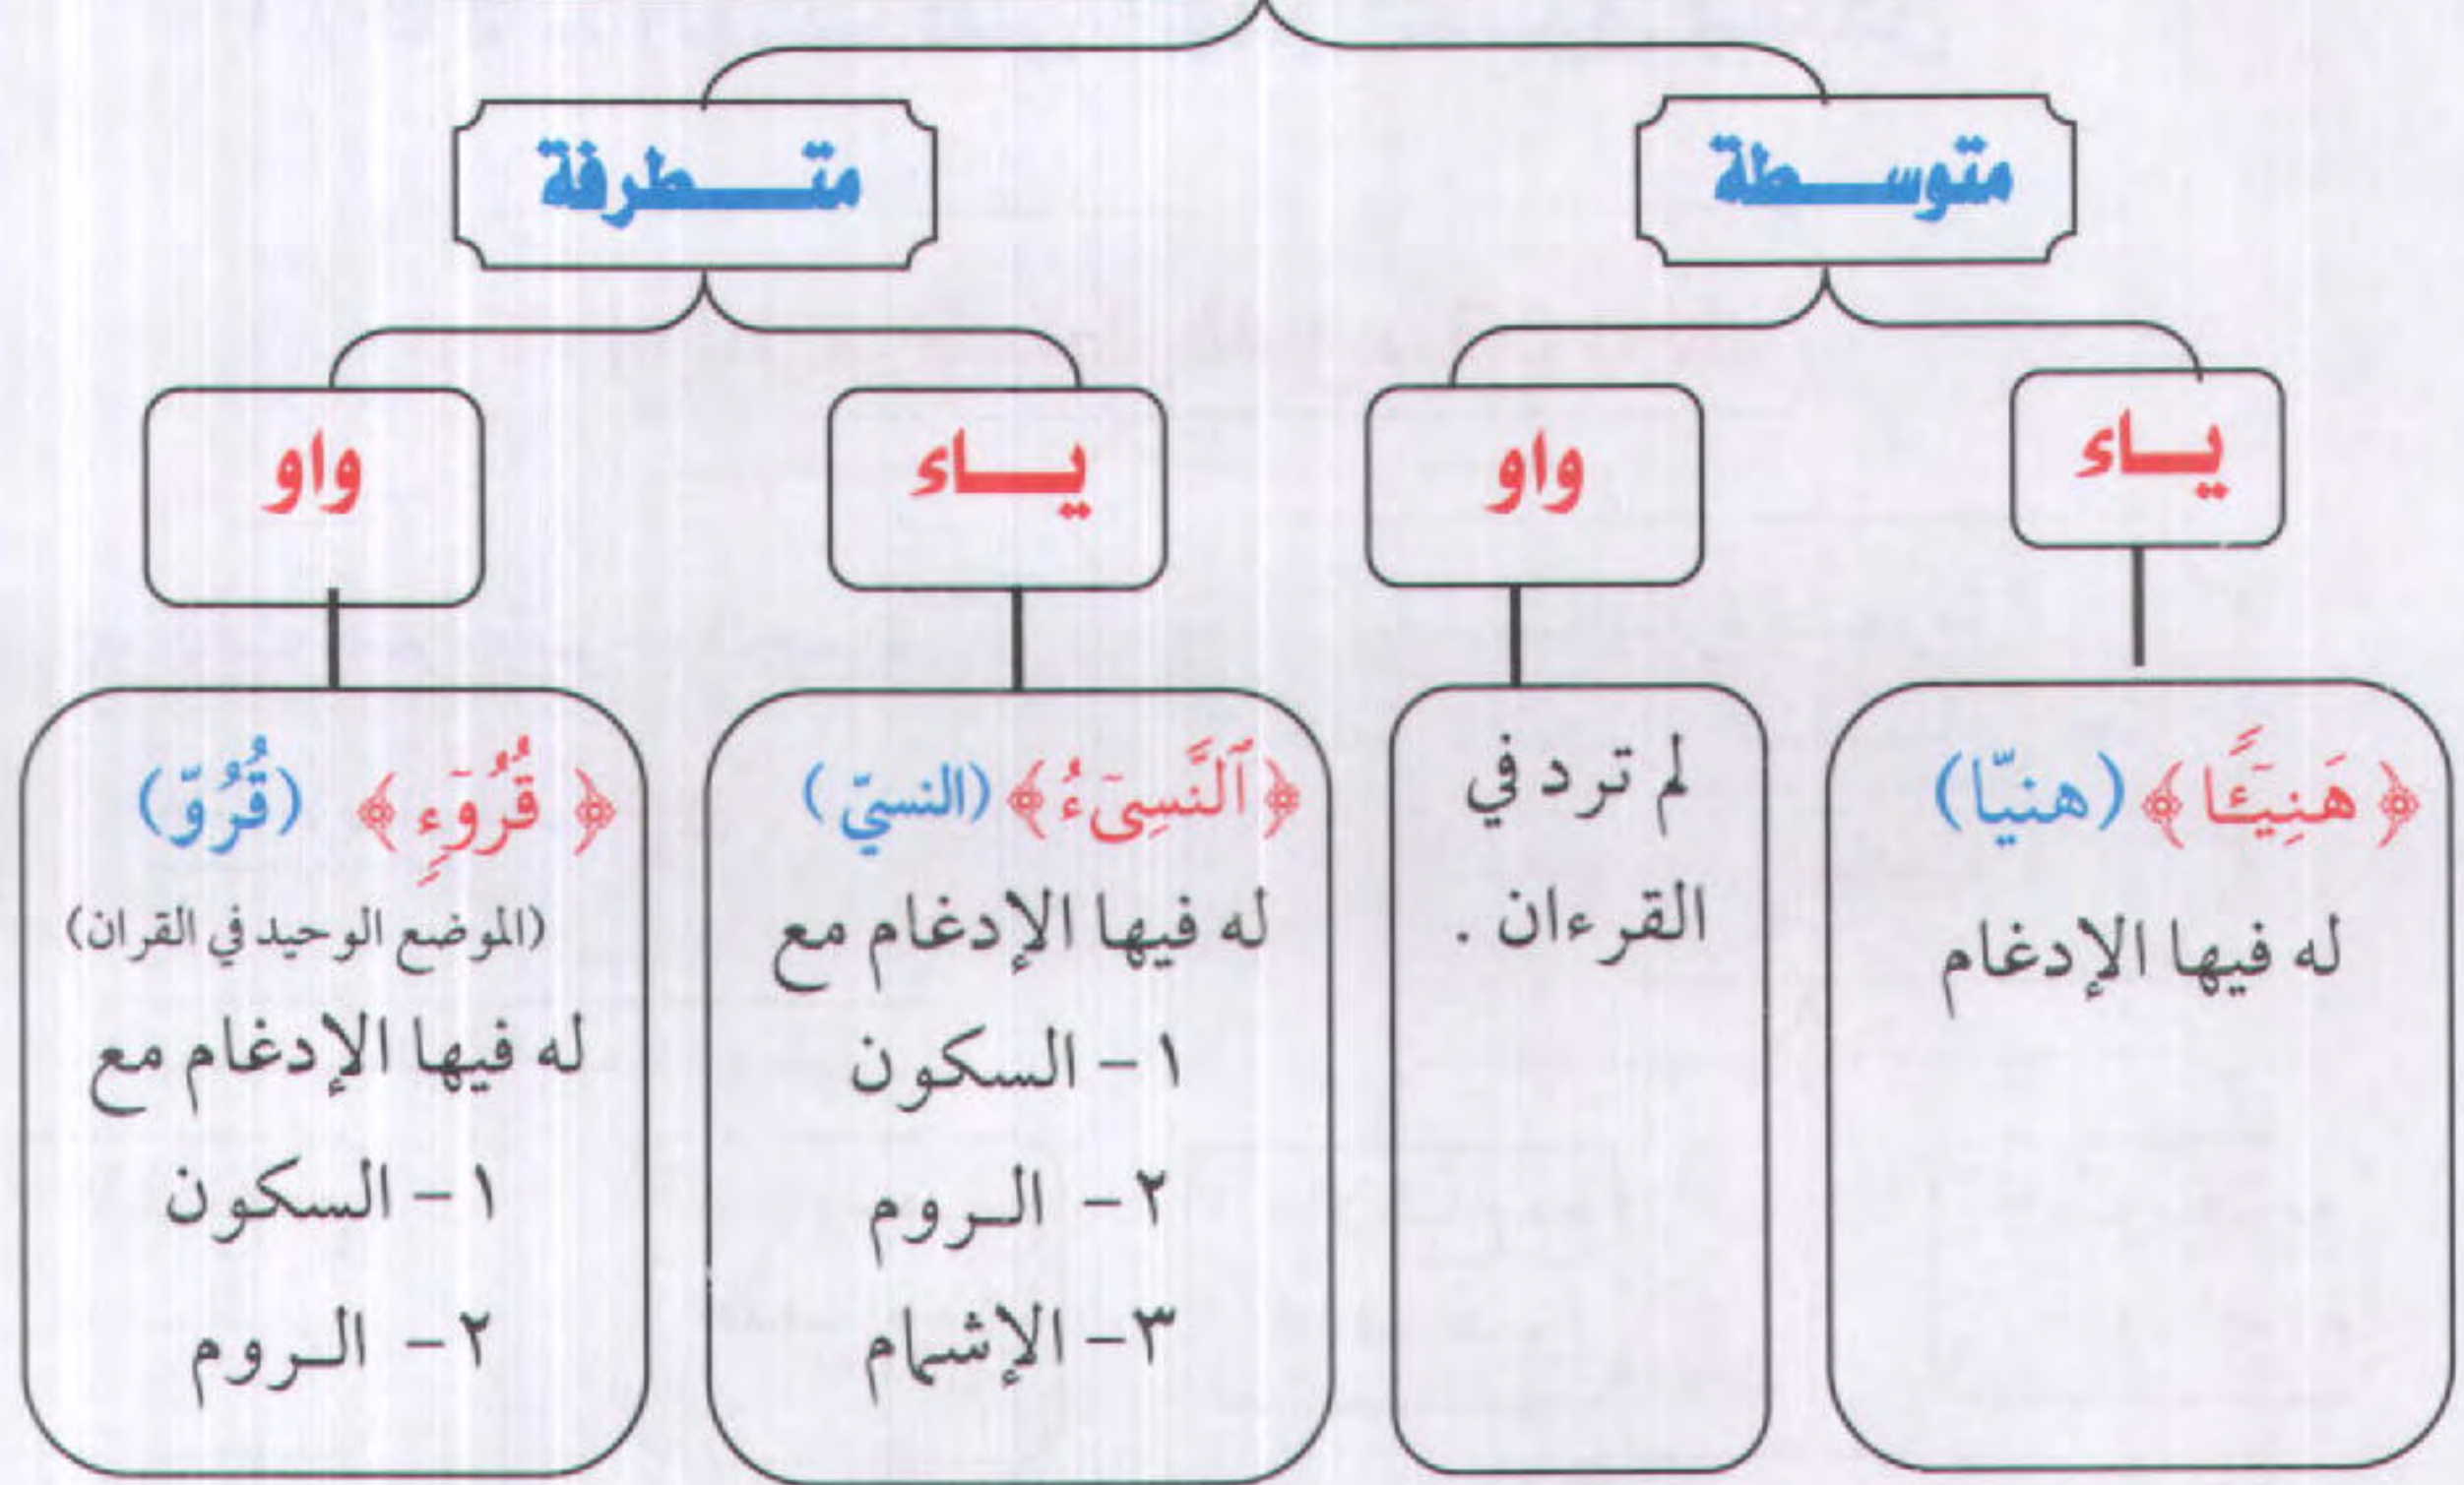 متوسطة
متطرفة
ياء
واو
ياء
واو
﴿ هَنِيٓـًٔا ﴾ (هنيّا)
له فيها الإدغام
لم ترد في
القرءان .
﴿ ٱلنَّسِىٓءُ ﴾ (النسيّ)
له فيها الإدغام مع
١ - السكون
٢ - الروم
٣ - الإشمام
﴿ قُرُوٓءٍ ﴾ (قُرُوّ)
(الموضع الوحيد في القران)
له فيها الإدغام مع
١ - السكون
٢ - الروم